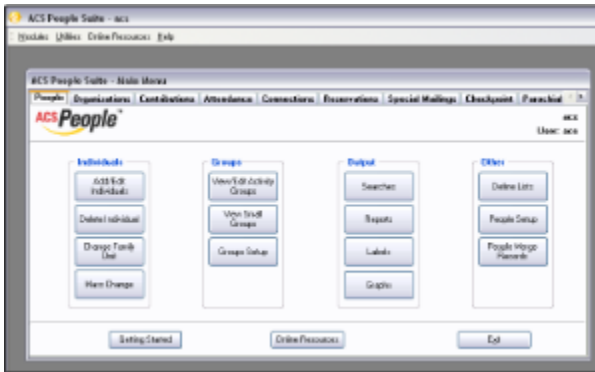 ACS People Suite - acs
Modules Utilities Online Resources Help
ACS People Suite - Main Menu
People Organizations Contributions Attendance Connections Reservations Special Mailings Checkpoint Parochial
ACS People™
acs
User: acs
Individuals Groups Output Other
Add/Edit Individuals
View/Edit Activity Groups
Searches
Define Lists
Delete Individual
View Small Groups
Reports
People Setup
Change Family Unit
Groups Setup
Labels
People Merge Records
Mass Change
Graphs
Getting Started Online Resources Exit